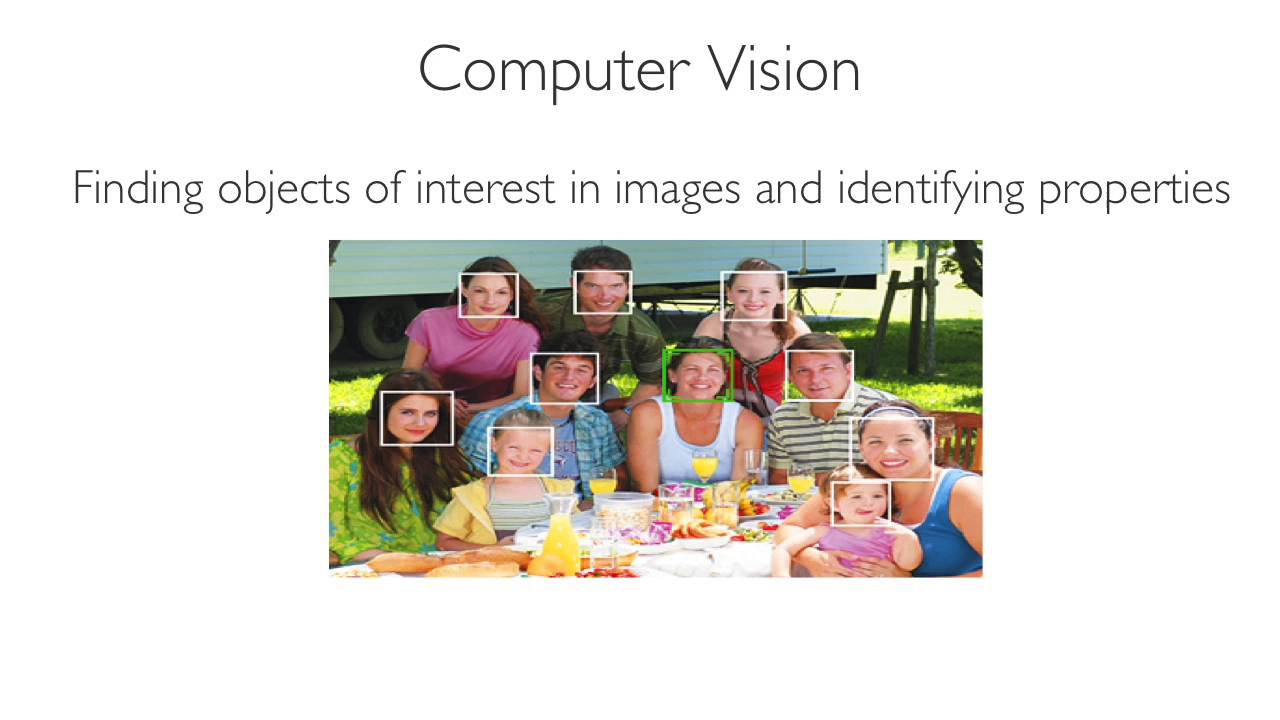 Computer Vision
Finding objects of interest in images and identifying properties